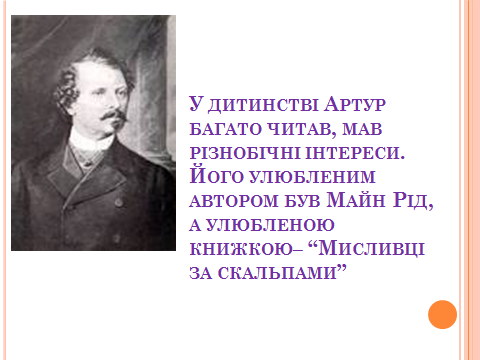 У дитинстві Артур
багато читав, мав
різнобічні інтереси.
Його улюбленим
автором був Майн Рід,
а улюбленою
книжкою– “Мисливці
за скальпами”